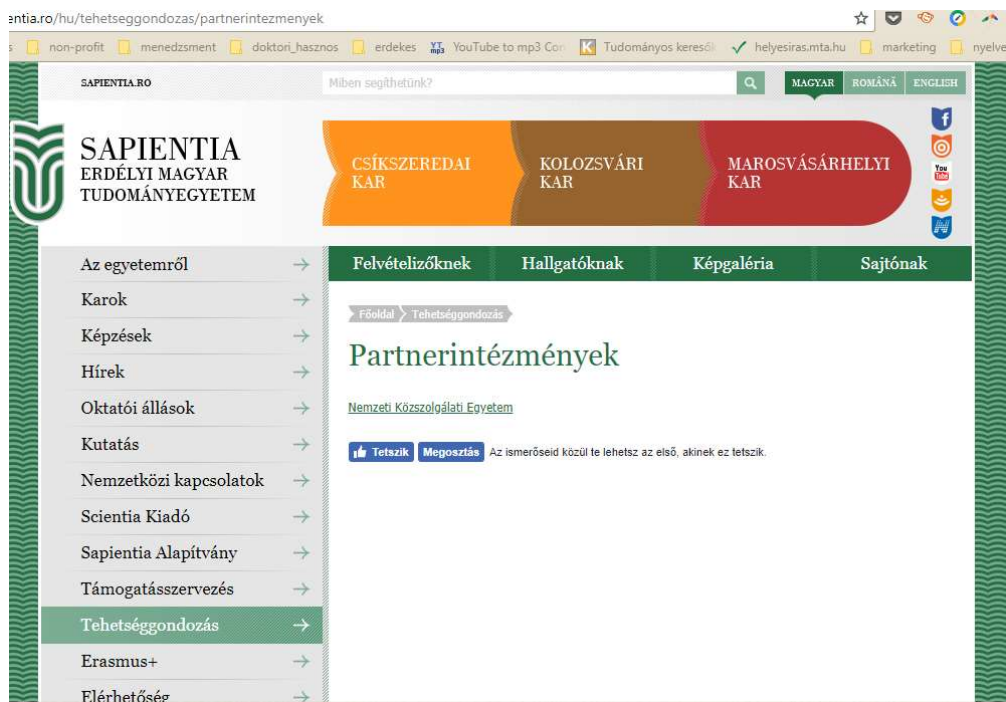 entia.ro/hu/tehetseggondozas/partnerintezmenyek
non-profit menedzsment doktori_hasznos erdekes YouTube to mp3 Con Tudományos kereső helyesiras.mta.hu marketing nyelve
SAPIENTIA.RO
Miben segíthetünk?
MAGYAR ROMÂNĂ ENGLISH
SAPIENTIA
ERDÉLYI MAGYAR
TUDOMÁNYEGYETEM
CSÍKSZEREDAI
KAR
KOLOZSVÁRI
KAR
MAROSVÁSÁRHELYI
KAR
You
Tube
Felvételizőknek Hallgatóknak Képgaléria Sajtónak
Az egyetemről
Karok
Képzések
Hírek
Oktatói állások
Kutatás
Nemzetközi kapcsolatok
Scientia Kiadó
Sapientia Alapítvány
Támogatásszervezés
Tehetséggondozás
Erasmus+
Elérhetőség
Főoldal Tehetséggondozás
Partnerintézmények
Nemzeti Közszolgálati Egyetem
Tetszik Megosztás Az ismerőseid közül te lehetsz az első, akinek ez tetszik.